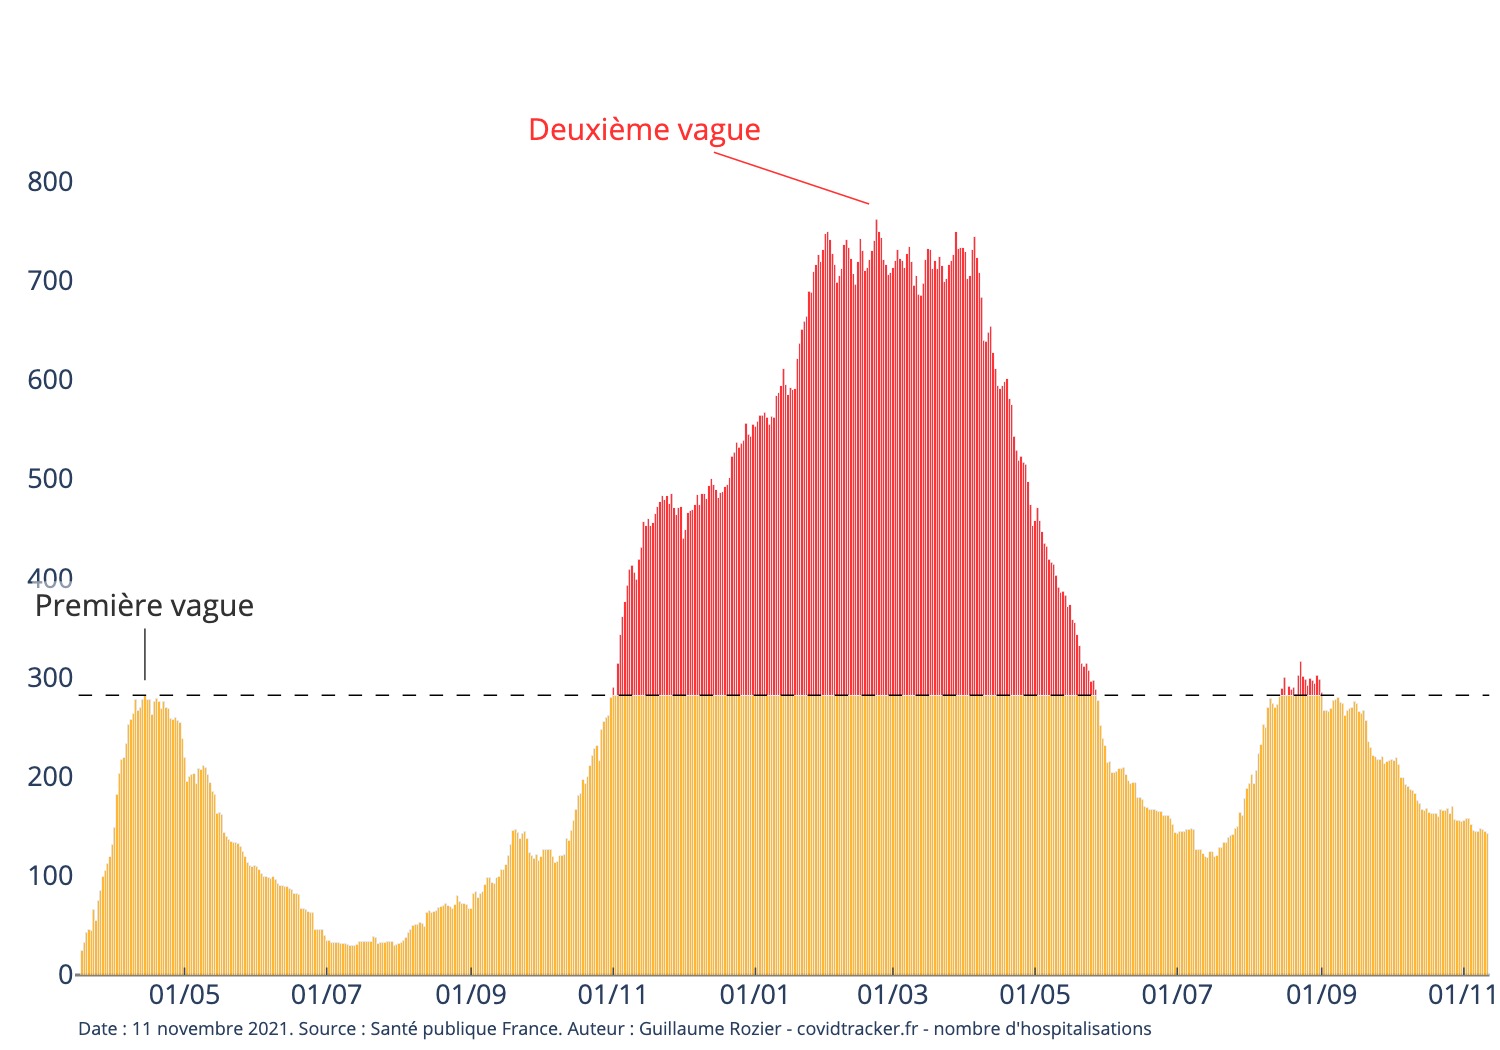 Deuxième vague
800
700
600
500
400
Première vague
300
200
100
0
01/05 01/07 01/09 01/11 01/01 01/03 01/05 01/07 01/09 01/11
Date : 11 novembre 2021. Source : Santé publique France. Auteur : Guillaume Rozier - covidtracker.fr - nombre d'hospitalisations